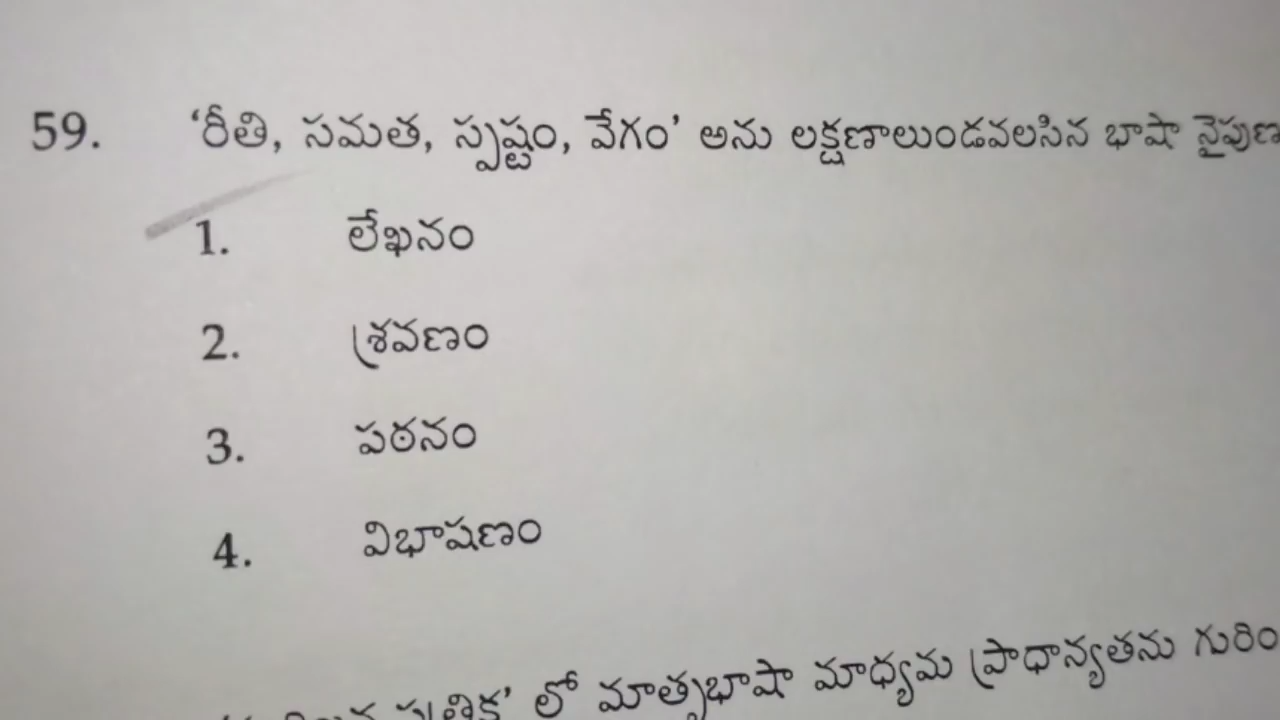 59. ‘రీతి, సమత, స్పష్టం, వేగం’ అను లక్షణాలుండవలసిన భాషా నైపుణ
1. లేఖనం
2. శ్రవణం
3. పఠనం
4. విభాషణం
లో మాతృభాషా మాధ్యమ ప్రాధాన్యతను గురిం